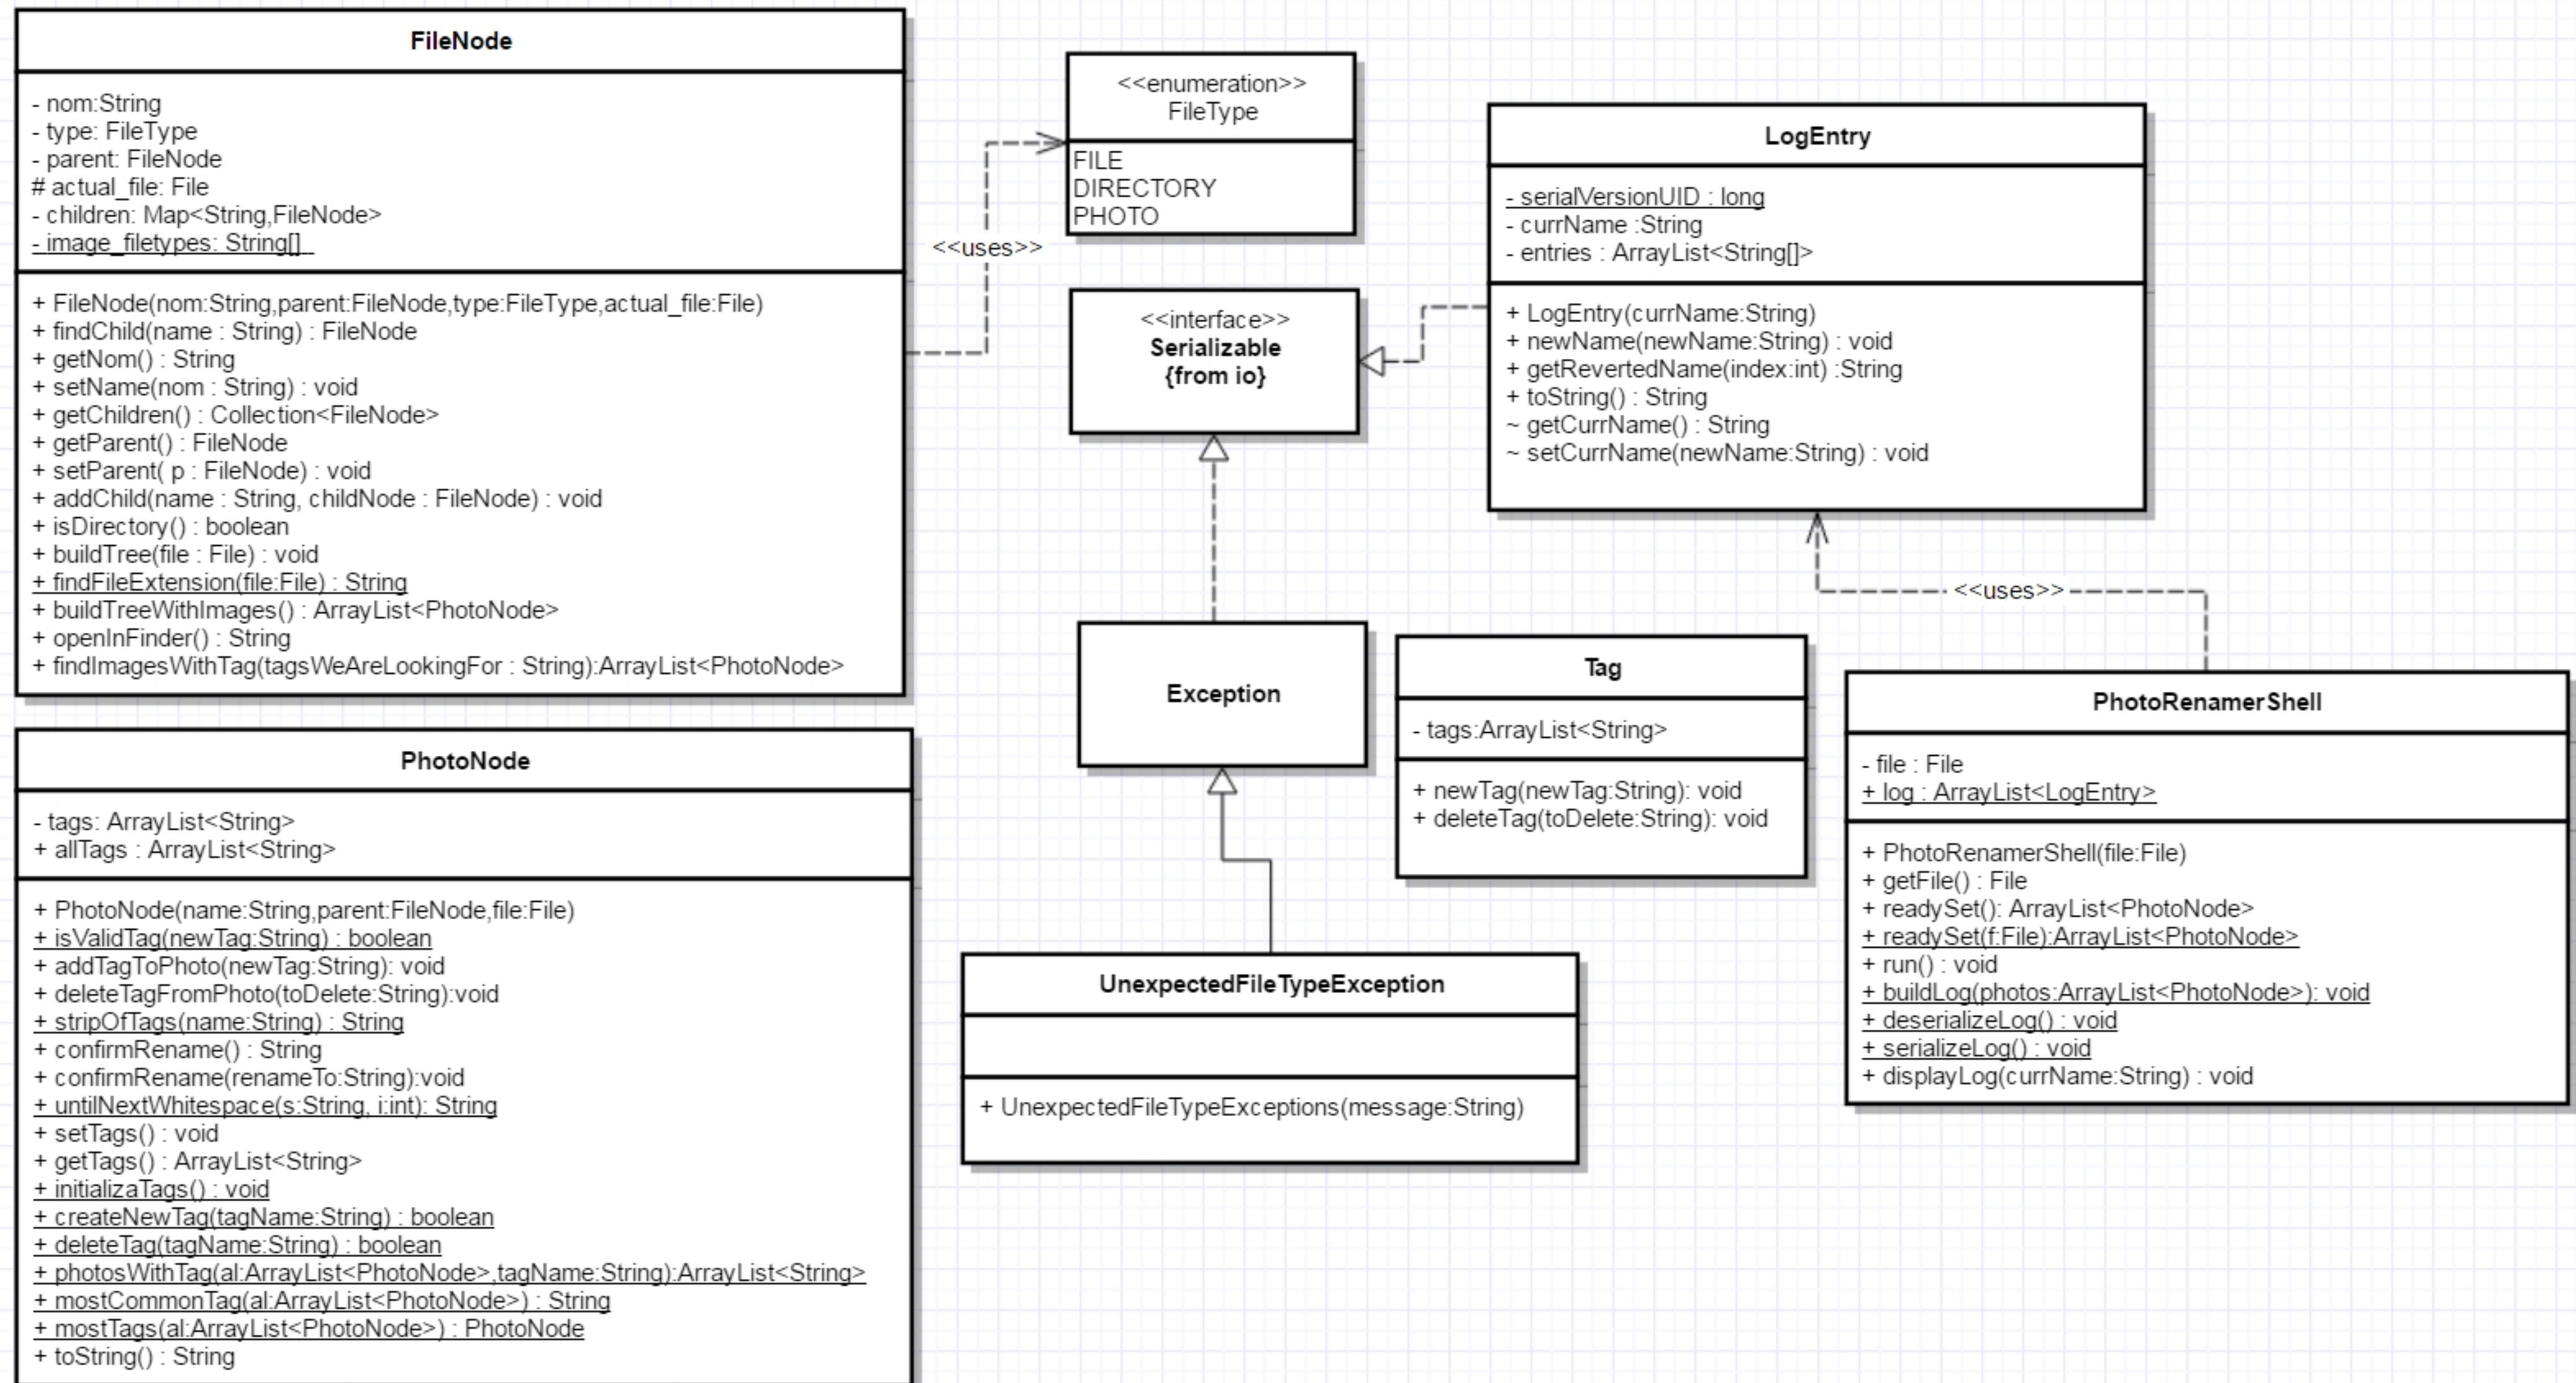 FileNode
- nom:String
- type: FileType
- parent: FileNode
# actual_file: File
- children: Map<String,FileNode>
- image_filetypes: String[]
+ FileNode(nom:String,parent:FileNode,type:FileType,actual_file:File)
+ findChild(name : String) : FileNode
+ getNom() : String
+ setName(nom : String) : void
+ getChildren() : Collection<FileNode>
+ getParent() : FileNode
+ setParent( p : FileNode) : void
+ addChild(name : String, childNode : FileNode) : void
+ isDirectory() : boolean
+ buildTree(file : File) : void
+ findFileExtension(file:File) : String
+ buildTreeWithImages() : ArrayList<PhotoNode>
+ openInFinder() : String
+ findImagesWithTag(tagsWeAreLookingFor : String):ArrayList<PhotoNode>
<<uses>>
<<enumeration>>
FileType
FILE
DIRECTORY
PHOTO
<<interface>>
Serializable
{from io}
LogEntry
- serialVersionUID : long
- currName :String
- entries : ArrayList<String[]>
+ LogEntry(currName:String)
+ newName(newName:String) : void
+ getRevertedName(index:int) :String
+ toString() : String
~ getCurrName() : String
~ setCurrName(newName:String) : void
<<uses>>
Exception
Tag
- tags:ArrayList<String>
+ newTag(newTag:String): void
+ deleteTag(toDelete:String): void
PhotoRenamerShell
- file : File
+ log : ArrayList<LogEntry>
+ PhotoRenamerShell(file:File)
+ getFile() : File
+ readySet(): ArrayList<PhotoNode>
+ readySet(f:File):ArrayList<PhotoNode>
+ run() : void
+ buildLog(photos:ArrayList<PhotoNode>): void
+ deserializeLog() : void
+ serializeLog() : void
+ displayLog(currName:String) : void
PhotoNode
- tags: ArrayList<String>
+ allTags : ArrayList<String>
+ PhotoNode(name:String,parent:FileNode,file:File)
+ isValidTag(newTag:String) : boolean
+ addTagToPhoto(newTag:String): void
+ deleteTagFromPhoto(toDelete:String):void
+ stripOfTags(name:String) : String
+ confirmRename() : String
+ confirmRename(renameTo:String):void
+ untilNextWhitespace(s:String, i:int): String
+ setTags() : void
+ getTags() : ArrayList<String>
+ initializaTags() : void
+ createNewTag(tagName:String) : boolean
+ deleteTag(tagName:String) : boolean
+ photosWithTag(al:ArrayList<PhotoNode>,tagName:String):ArrayList<String>
+ mostCommonTag(al:ArrayList<PhotoNode>) : String
+ mostTags(al:ArrayList<PhotoNode>) : PhotoNode
+ toString() : String
UnexpectedFileTypeException
+ UnexpectedFileTypeExceptions(message:String)